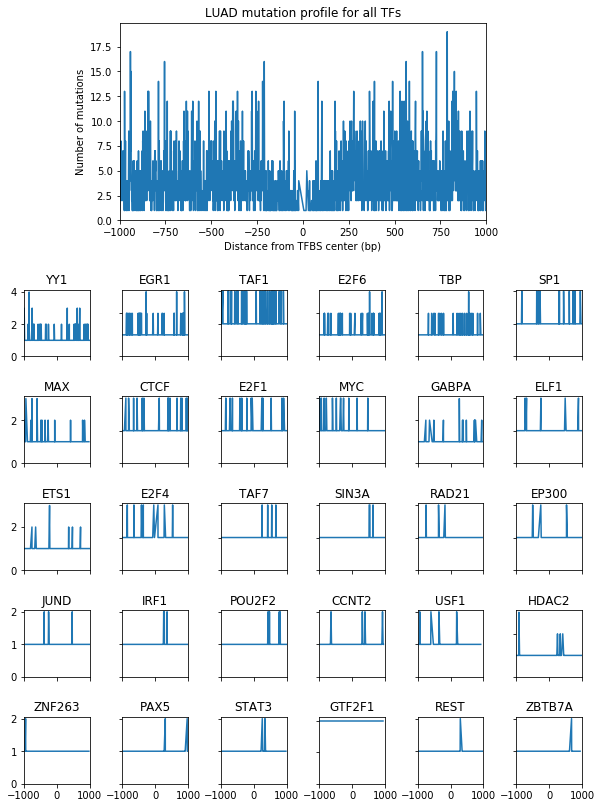 LUAD mutation profile for all TFs
Number of mutations
17.5
15.0
12.5
10.0
7.5
5.0
2.5
0.0
−1000 −750 −500 −250 0 250 500 750 1000
Distance from TFBS center (bp)
YY1 EGR1 TAF1 E2F6 TBP SP1
4
2
0
MAX CTCF E2F1 MYC GABPA ELF1
2
0
ETS1 E2F4 TAF7 SIN3A RAD21 EP300
2
0
JUND IRF1 POU2F2 CCNT2 USF1 HDAC2
2
1
0
ZNF263 PAX5 STAT3 GTF2F1 REST ZBTB7A
2
1
0
−1000 0 1000 −1000 0 1000 −1000 0 1000 −1000 0 1000 −1000 0 1000 −1000 0 1000